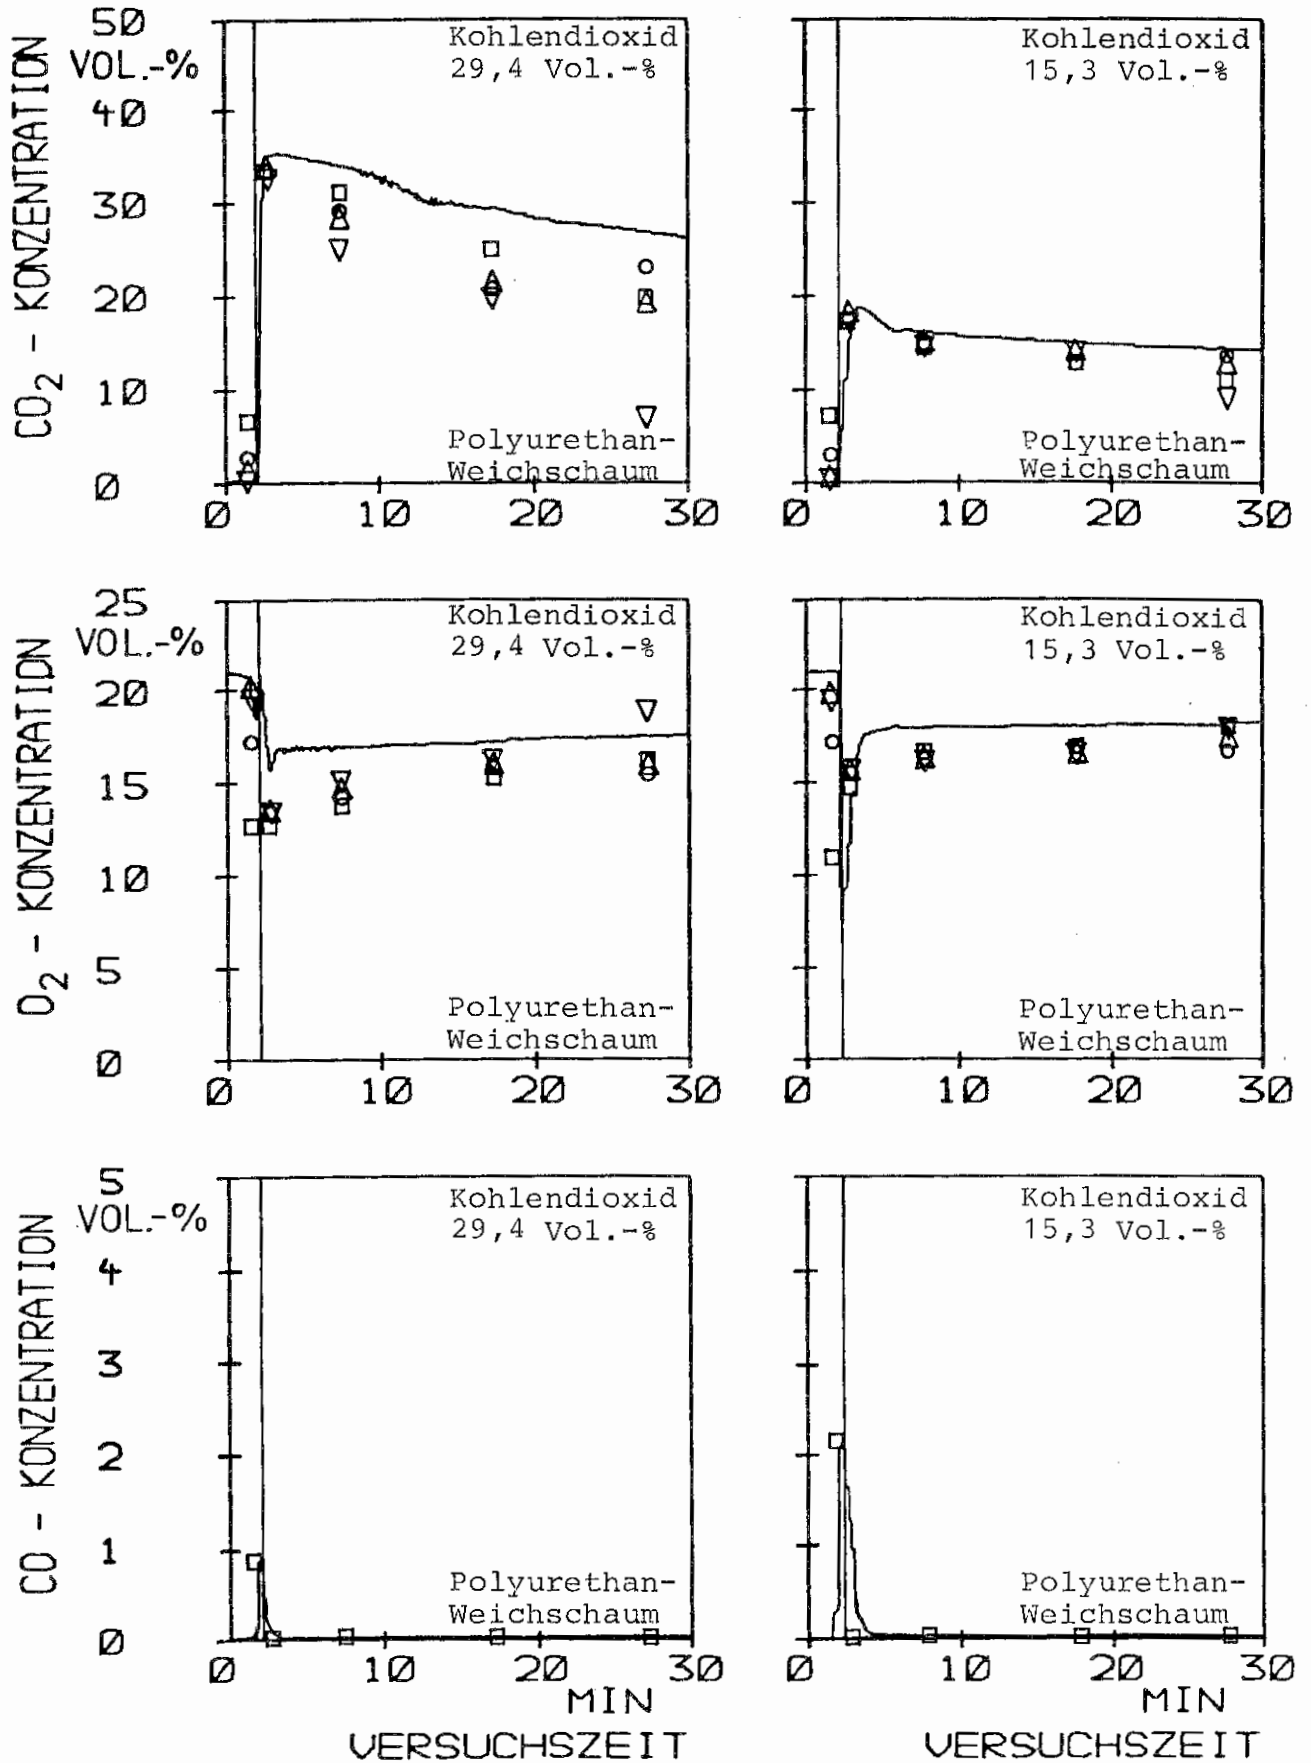 CO2 - KONZENTRATION
50
VOL.-%
40
30
20
10
0
Kohlendioxid
29,4 Vol.-%
Polyurethan-
Weichschaum
0 10 20 30
Kohlendioxid
15,3 Vol.-%
Polyurethan-
Weichschaum
0 10 20 30
O2 - KONZENTRATION
25
VOL.-%
20
15
10
5
0
Kohlendioxid
29,4 Vol.-%
Polyurethan-
Weichschaum
0 10 20 30
Kohlendioxid
15,3 Vol.-%
Polyurethan-
Weichschaum
0 10 20 30
CO - KONZENTRATION
5
VOL.-%
4
3
2
1
0
Kohlendioxid
29,4 Vol.-%
Polyurethan-
Weichschaum
0 10 20 30
MIN
VERSUCHSZEIT
Kohlendioxid
15,3 Vol.-%
Polyurethan-
Weichschaum
0 10 20 30
MIN
VERSUCHSZEIT